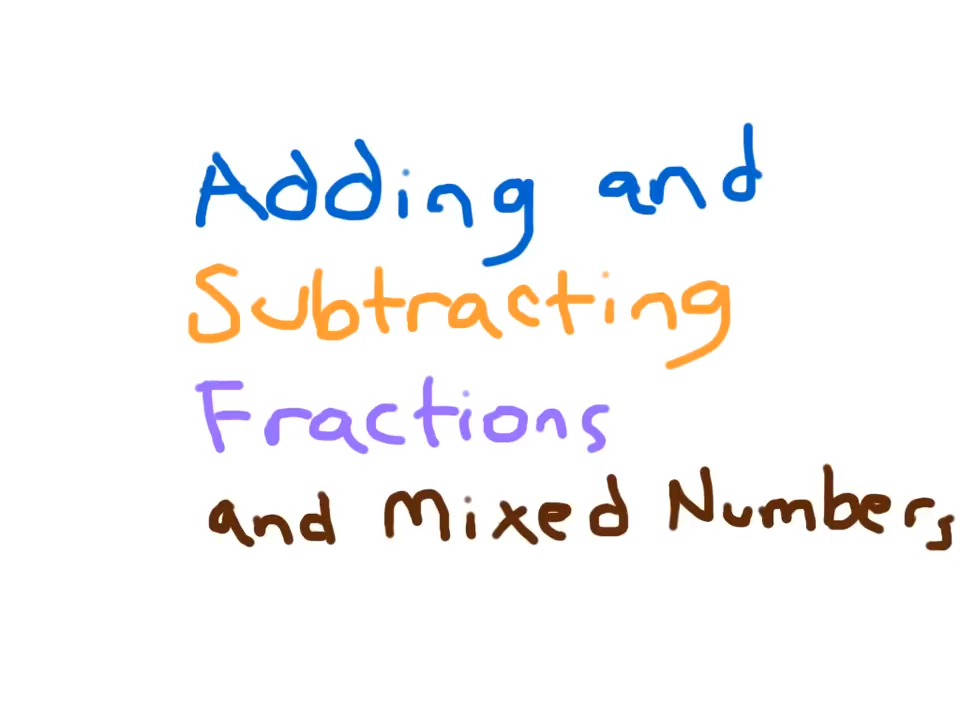 Adding and
Subtracting
Fractions
and Mixed Numbers